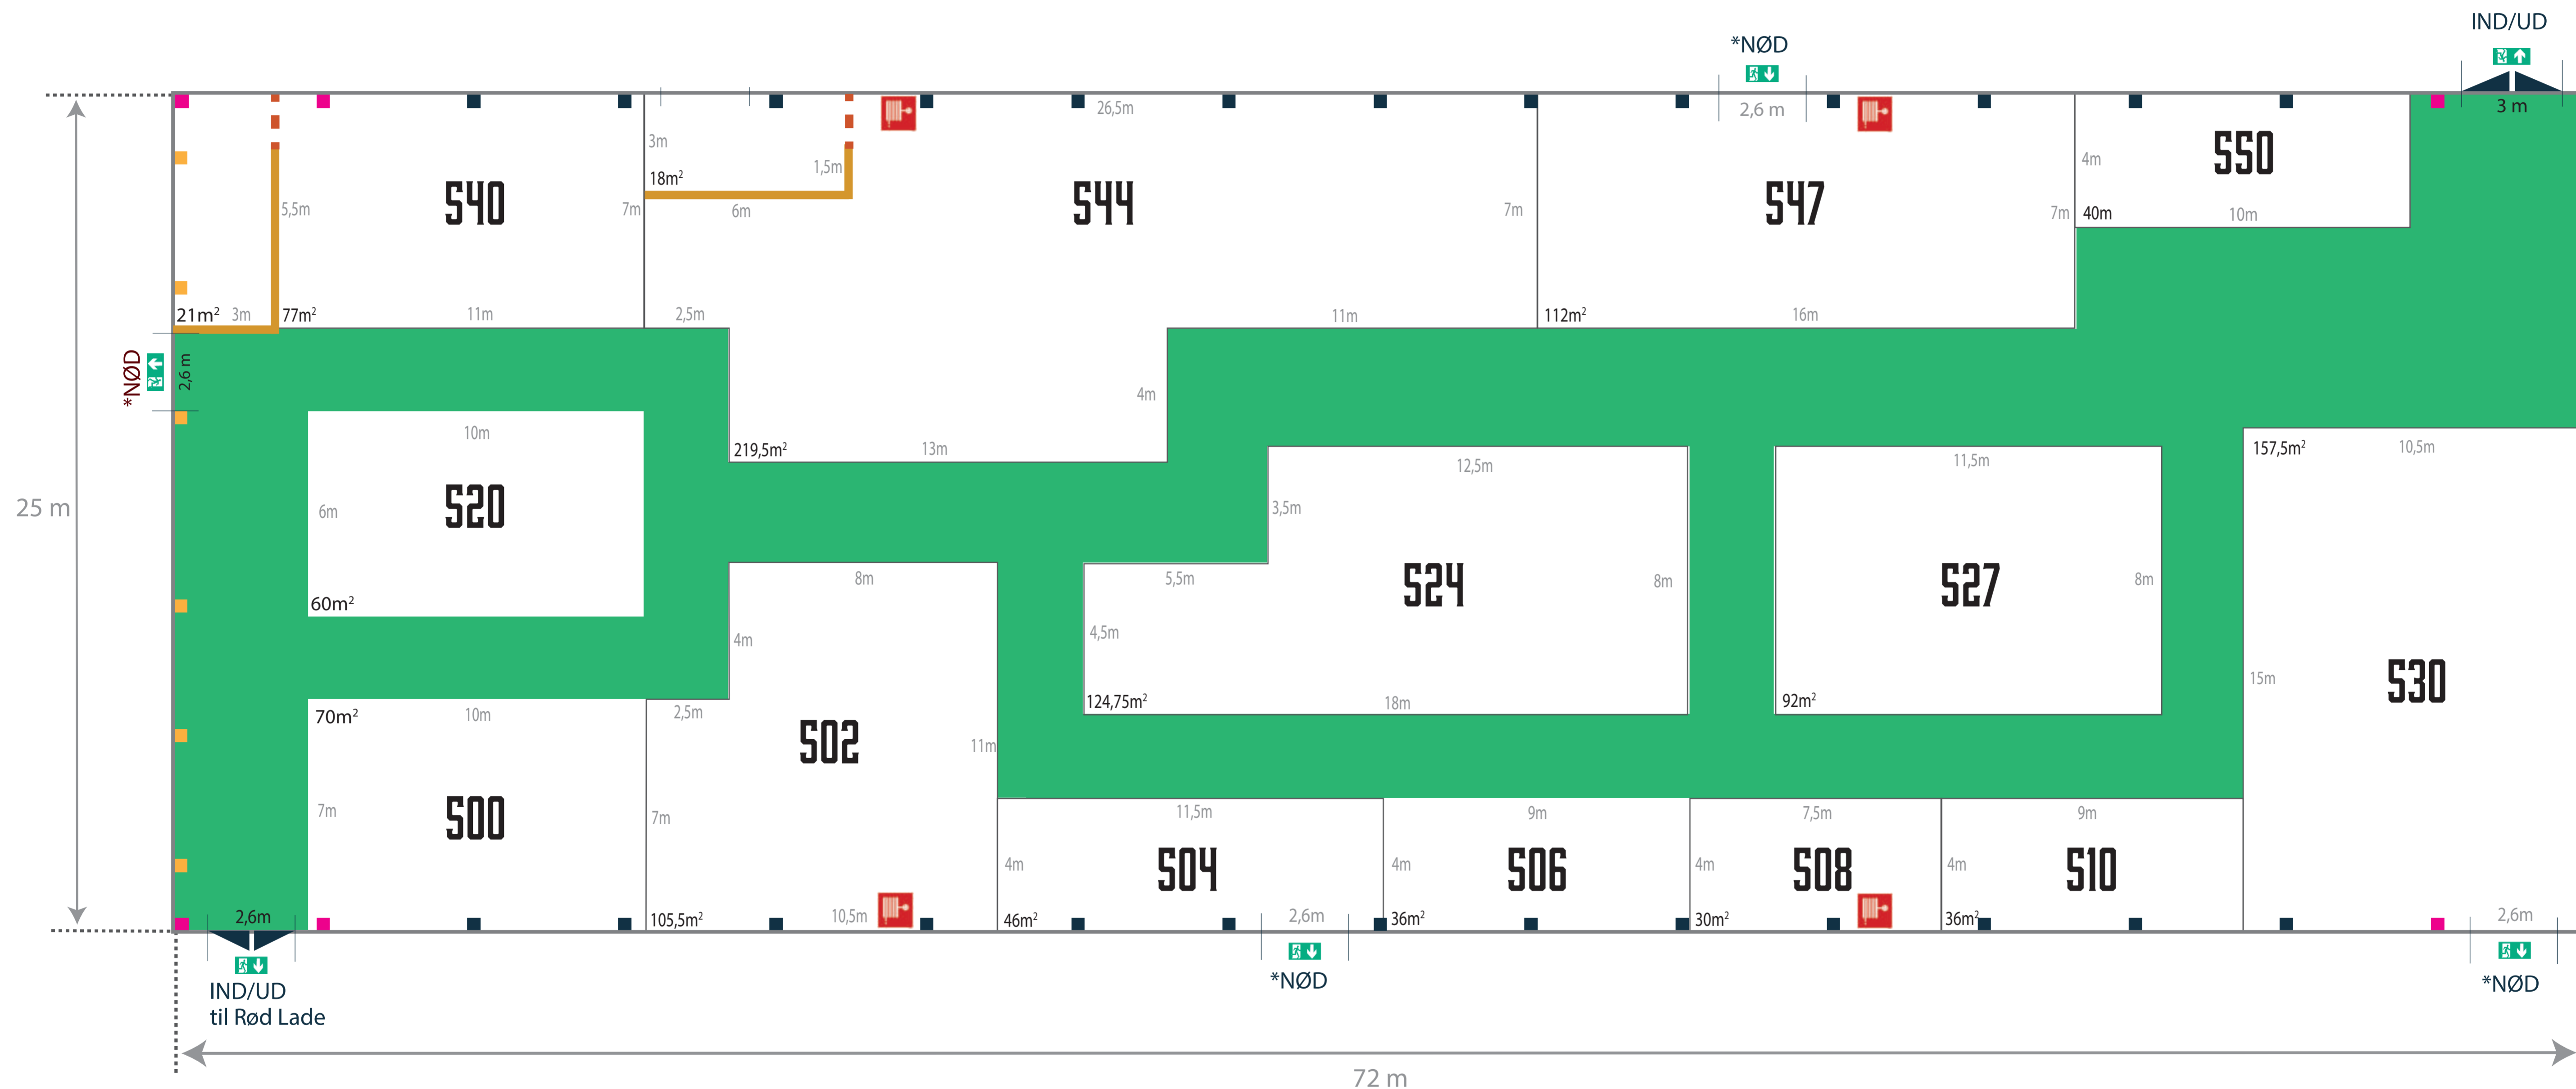 IND/UD
*NØD
2,6 m
3 m
26,5m
3m
1,5m
18m²
6m
5,5m
540
7m
544
7m
547
7m
4m
550
40m
10m
21m²
3m
77m²
11m
2,5m
11m
112m²
16m
*NØD
2,6 m
4m
219,5m²
13m
10m
6m
520
60m²
25 m
12,5m
3,5m
524
8m
5,5m
4,5m
124,75m²
18m
11,5m
527
8m
92m²
157,5m²
10,5m
15m
530
8m
4m
2,5m
502
11m
7m
105,5m²
10,5m
70m²
10m
7m
500
11,5m
4m
504
46m²
2,6m
9m
4m
506
36m²
7,5m
4m
508
30m²
9m
4m
510
36m²
2,6m
2,6m
IND/UD
til Rød Lade
*NØD
*NØD
72 m